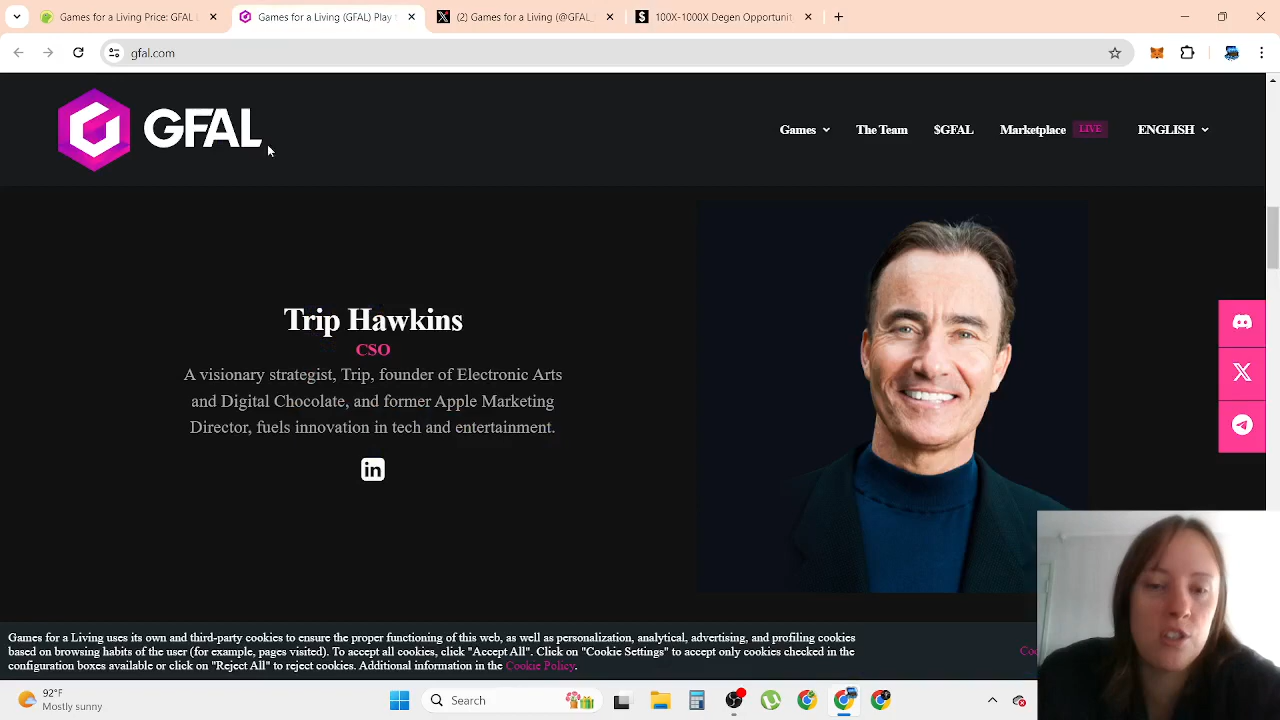 Games for a Living Price: GFAL L
Games for a Living (GFAL) Play t
(2) Games for a Living (@GFAL_
100X-1000X Degen Opportunit
gfal.com
GFAL
Games
The Team
$GFAL
Marketplace
LIVE
ENGLISH
Trip Hawkins
CSO
A visionary strategist, Trip, founder of Electronic Arts
and Digital Chocolate, and former Apple Marketing
Director, fuels innovation in tech and entertainment.
in
Games for a Living uses its own and third-party cookies to ensure the proper functioning of this web, as well as personalization, analytical, advertising, and profiling cookies
based on browsing habits of the user (for example, pages visited). To accept all cookies, click "Accept All". Click on "Cookie Settings" to accept only cookies checked in the
configuration boxes available or click on "Reject All" to reject cookies. Additional information in the Cookie Policy.
Coo
92°F
Mostly sunny
Search